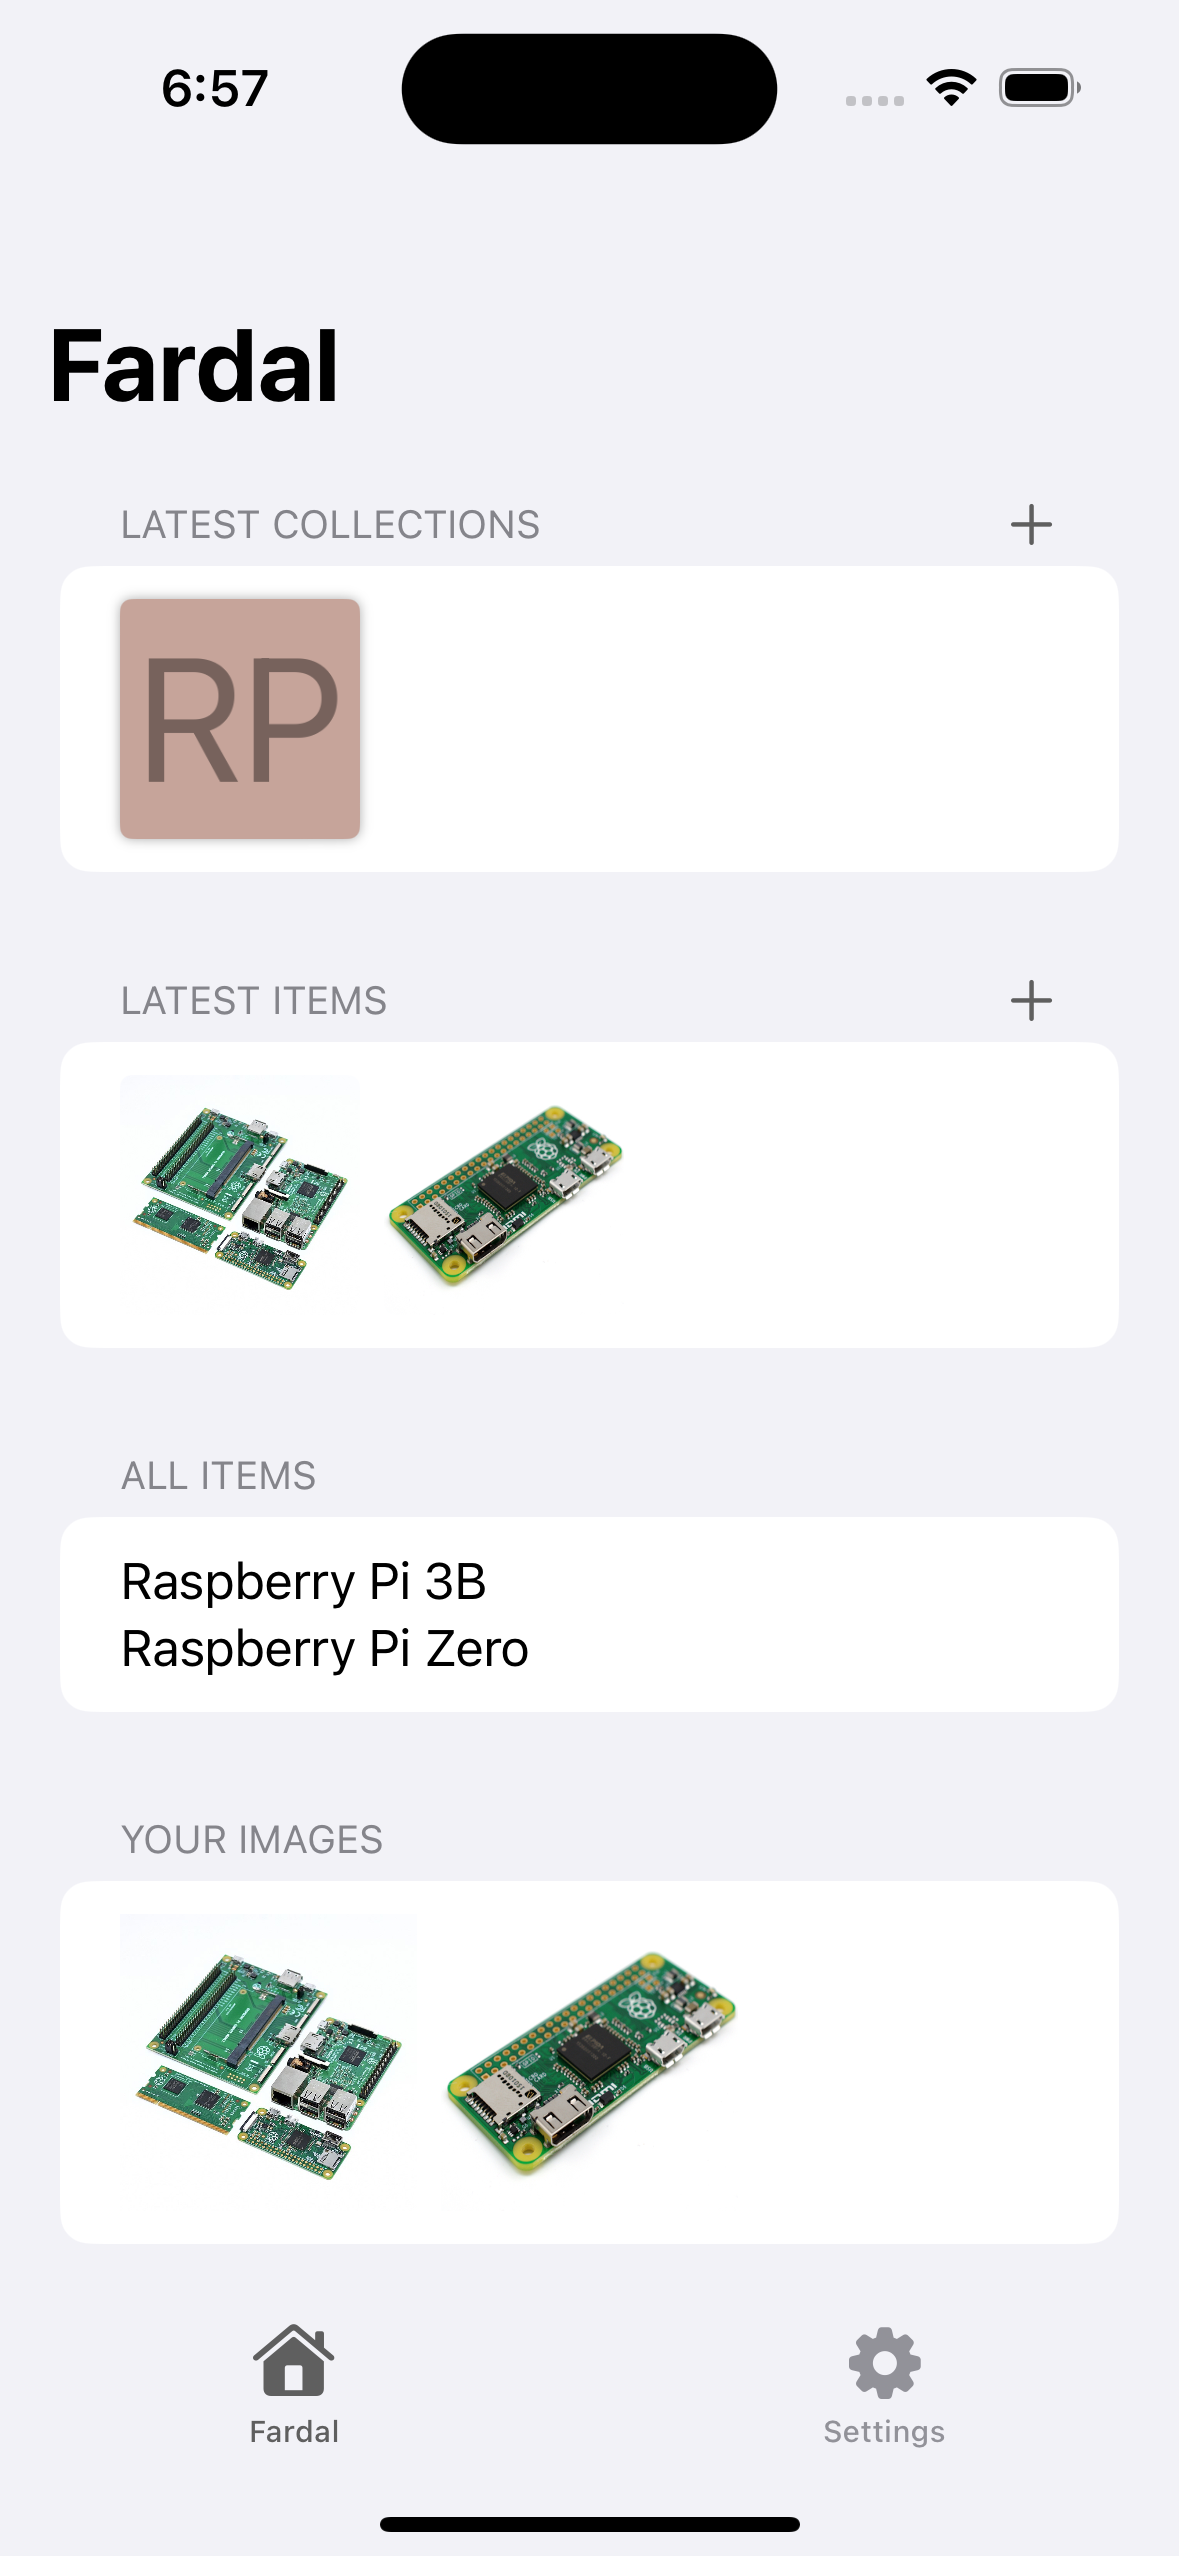 6:57
Fardal
LATEST COLLECTIONS
RP
LATEST ITEMS
ALL ITEMS
Raspberry Pi 3B
Raspberry Pi Zero
YOUR IMAGES
Fardal
Settings